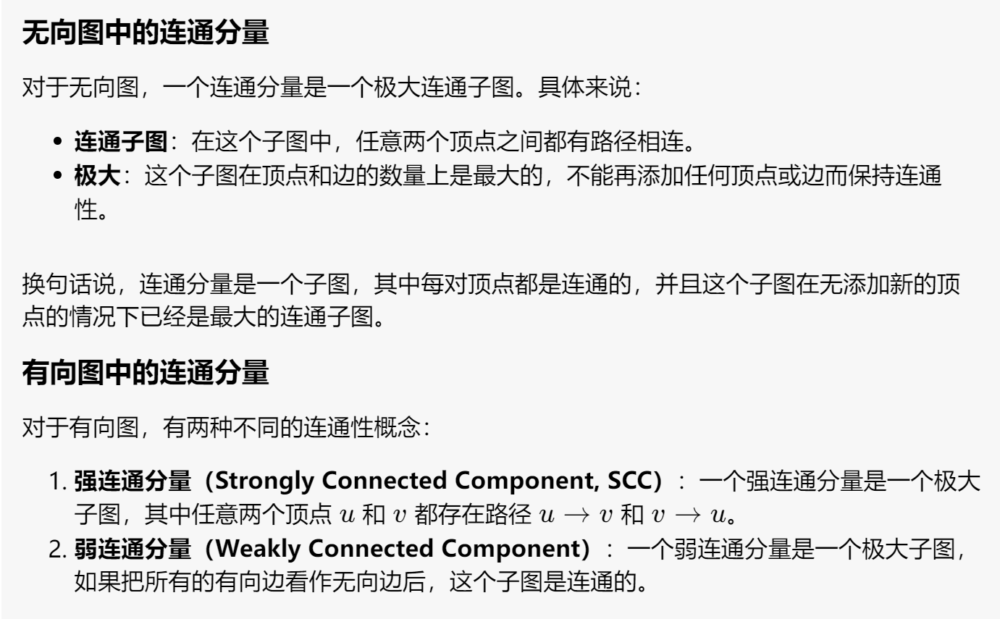 无向图中的连通分量
对于无向图，一个连通分量是一个极大连通子图。具体来说：
• 连通子图：在这个子图中，任意两个顶点之间都有路径相连。
• 极大：这个子图在顶点和边的数量上是最大的，不能再添加任何顶点或边而保持连通
性。
换句话说，连通分量是一个子图，其中每对顶点都是连通的，并且这个子图在无添加新的顶
点的情况下已经是最大的连通子图。
有向图中的连通分量
对于有向图，有两种不同的连通性概念：
1. 强连通分量（Strongly Connected Component, SCC）：一个强连通分量是一个极大
子图，其中任意两个顶点 u 和 v 都存在路径 u → v 和 v → u。
2. 弱连通分量（Weakly Connected Component）：一个弱连通分量是一个极大子图，
如果把所有的有向边看作无向边后，这个子图是连通的。